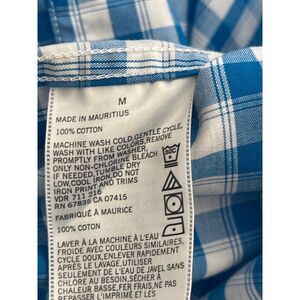 M
MADE IN MAURITIUS
100% COTTON
MACHINE WASH COLD, GENTLE CYCLE,
WASH WITH LIKE COLORS, REMOVE
PROMPTLY FROM WASHER,
ONLY NON-CHLORINE BLEACH
IF NEEDED, TUMBLE DRY
LOW, COOL IRON, DO NOT
IRON PRINT AND TRIMS
VDR 711 216
RN 67835 CA 07415
FABRIQUÉ À MAURICE
100% COTTON
LAVER À LA MACHINE À L'EAU
FROIDE AVEC COULEURS SIMILAIRES,
CYCLE DOUX, ENLEVER RAPIDEMENT
APRÈS LE LAVAGE, UTILISER
SEULEMENT DE L'EAU DE JAVEL SANS
CHLORE AU BESOIN, SÉCHER À
CHALEUR BASSE, FER FRAIS, NE PAS
REPASSER L'IMPRIMÉ ET LES